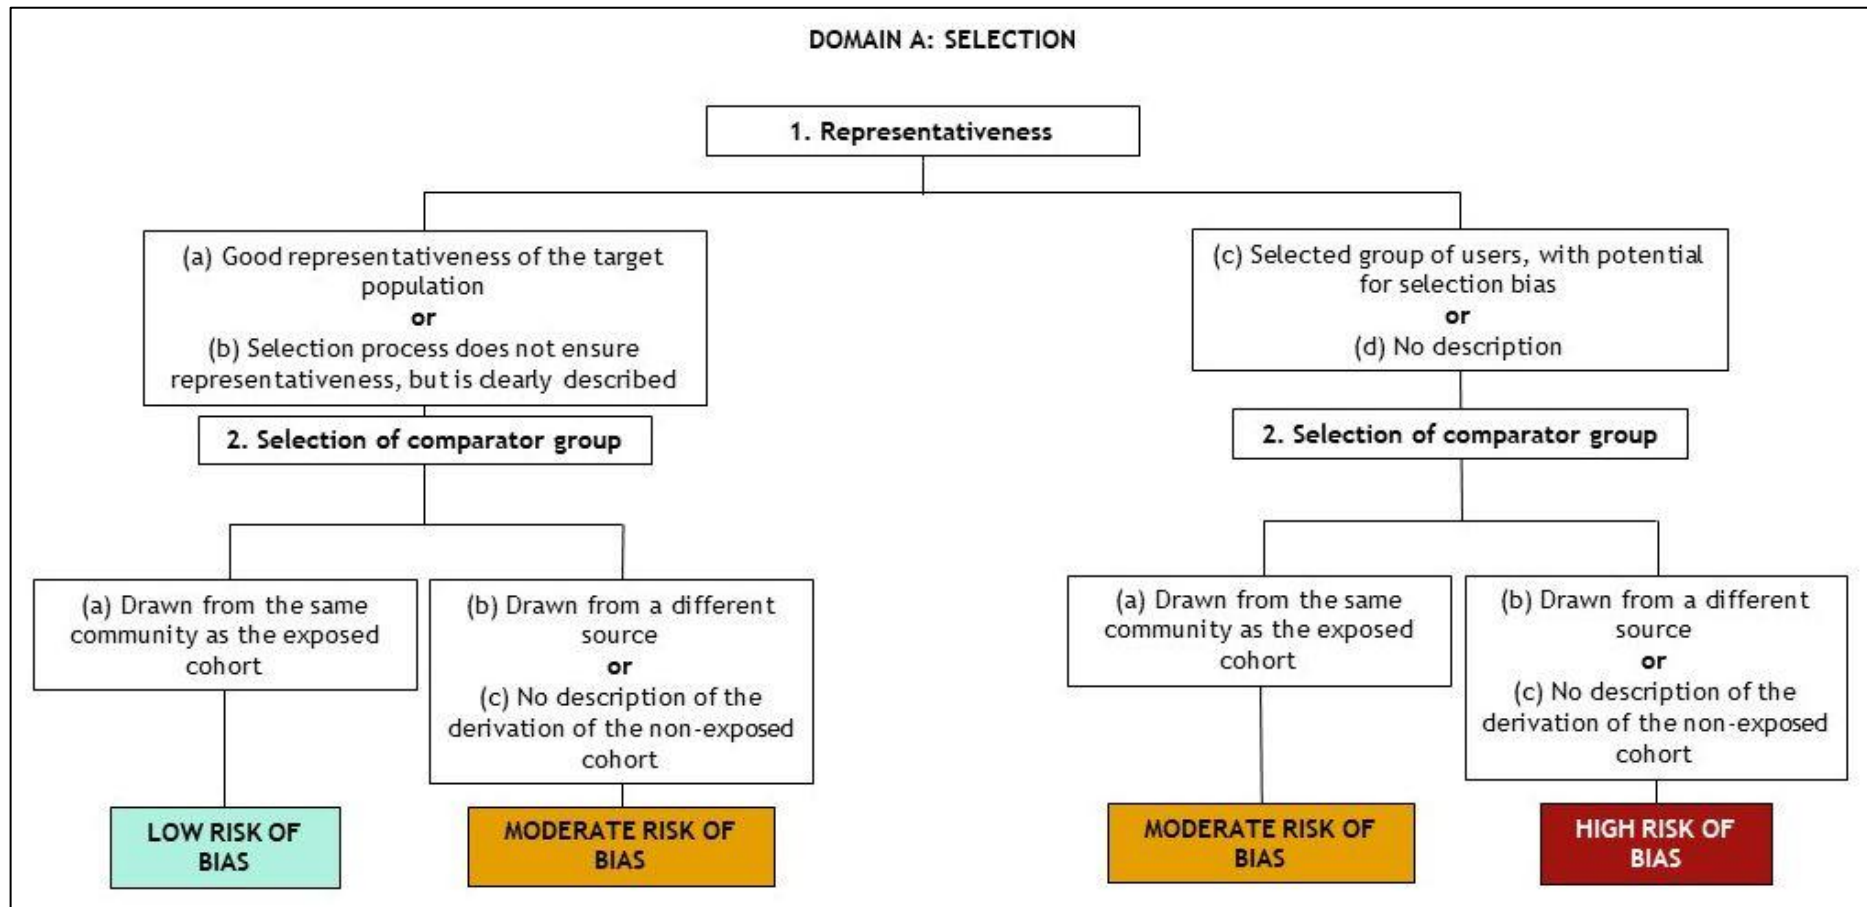 DOMAIN A: SELECTION
1. Representativeness
(a) Good representativeness of the target
population
or
(b) Selection process does not ensure
representativeness, but is clearly described
(c) Selected group of users, with potential
for selection bias
or
(d) No description
2. Selection of comparator group
2. Selection of comparator group
(a) Drawn from the same
community as the exposed
cohort
(b) Drawn from a different
source
or
(c) No description of the
derivation of the non-exposed
cohort
(a) Drawn from the same
community as the exposed
cohort
(b) Drawn from a different
source
or
(c) No description of the
derivation of the non-exposed
cohort
LOW RISK OF
BIAS
MODERATE RISK OF
BIAS
MODERATE RISK OF
BIAS
HIGH RISK OF
BIAS